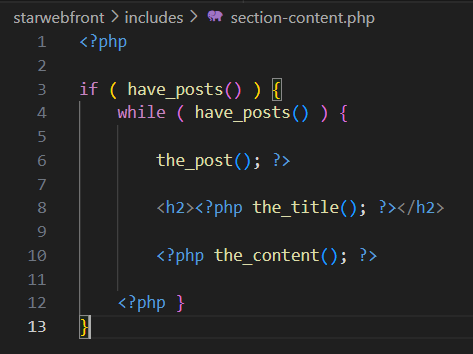 starwebfront > includes > section-content.php
1 <?php
2
3 if ( have_posts() ) {
4     while ( have_posts() ) {
5
6         the_post(); ?>
7
8         <h2><?php the_title(); ?></h2>
9
10         <?php the_content(); ?>
11
12     <?php }
13 }